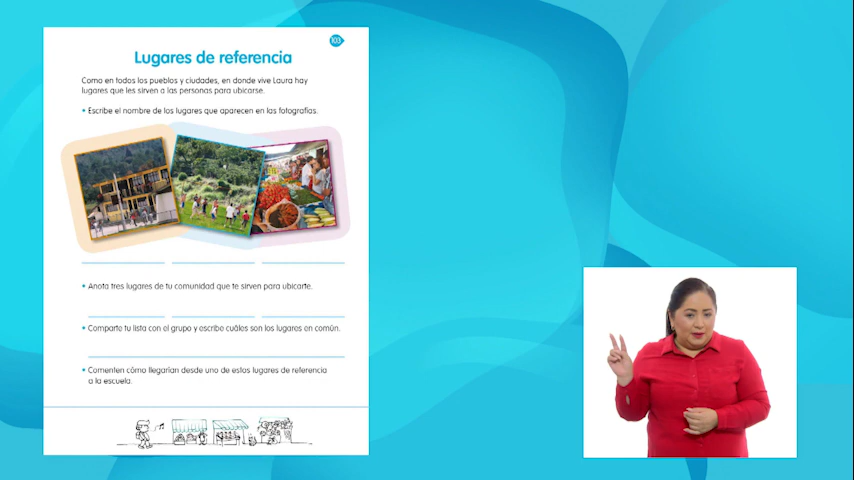 103
Lugares de referencia
Como en todos los pueblos y ciudades, en donde vive Laura hay
lugares que les sirven a las personas para ubicarse.
• Escribe el nombre de los lugares que aparecen en las fotografías.
• Anota tres lugares de tu comunidad que te sirven para ubicarte.
• Comparte tu lista con el grupo y escribe cuáles son los lugares en común.
• Comenten cómo llegarían desde uno de estos lugares de referencia
a la escuela.